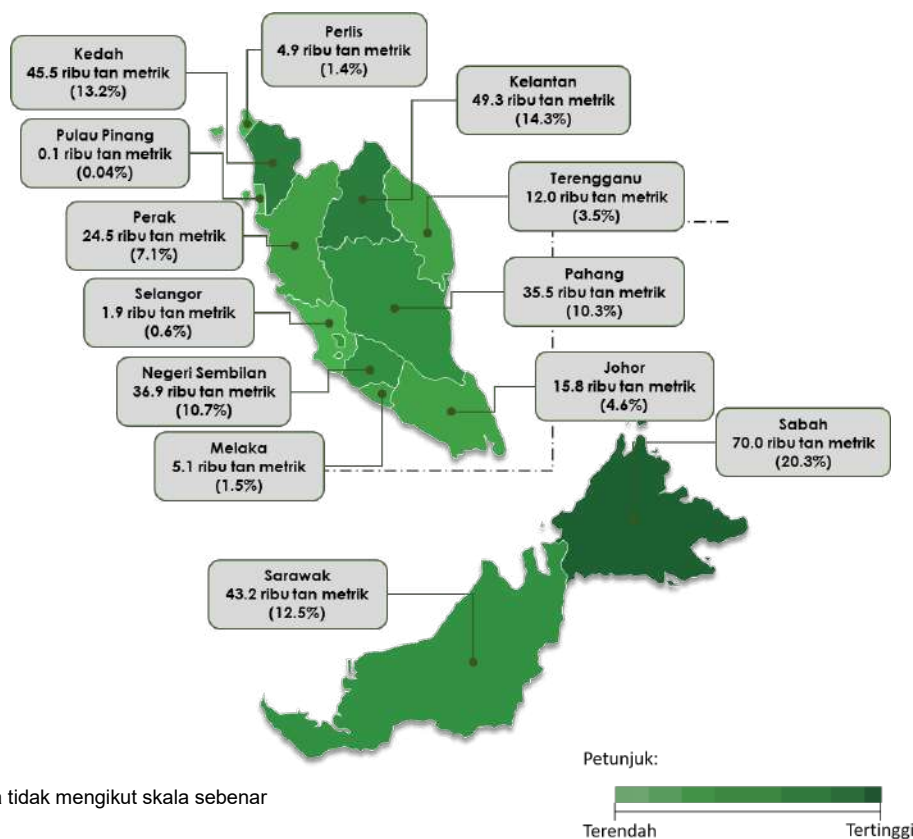 Perlis
4.9 ribu tan metrik
(1.4%)
Kedah
45.5 ribu tan metrik
(13.2%)
Kelantan
49.3 ribu tan metrik
(14.3%)
Pulau Pinang
0.1 ribu tan metrik
(0.04%)
Terengganu
12.0 ribu tan metrik
(3.5%)
Perak
24.5 ribu tan metrik
(7.1%)
Pahang
35.5 ribu tan metrik
(10.3%)
Selangor
1.9 ribu tan metrik
(0.6%)
Negeri Sembilan
36.9 ribu tan metrik
(10.7%)
Johor
15.8 ribu tan metrik
(4.6%)
Sabah
70.0 ribu tan metrik
(20.3%)
Melaka
5.1 ribu tan metrik
(1.5%)
Sarawak
43.2 ribu tan metrik
(12.5%)
Petunjuk:
tidak mengikut skala sebenar
Terendah Tertinggi